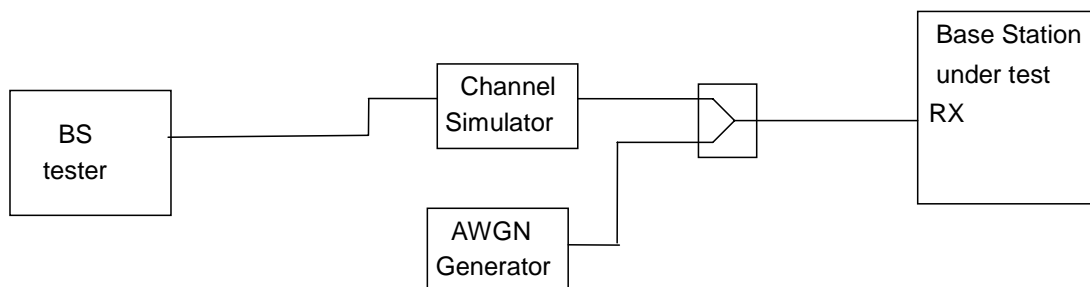 BS
tester
Channel
Simulator
AWGN
Generator
Base Station
under test
RX